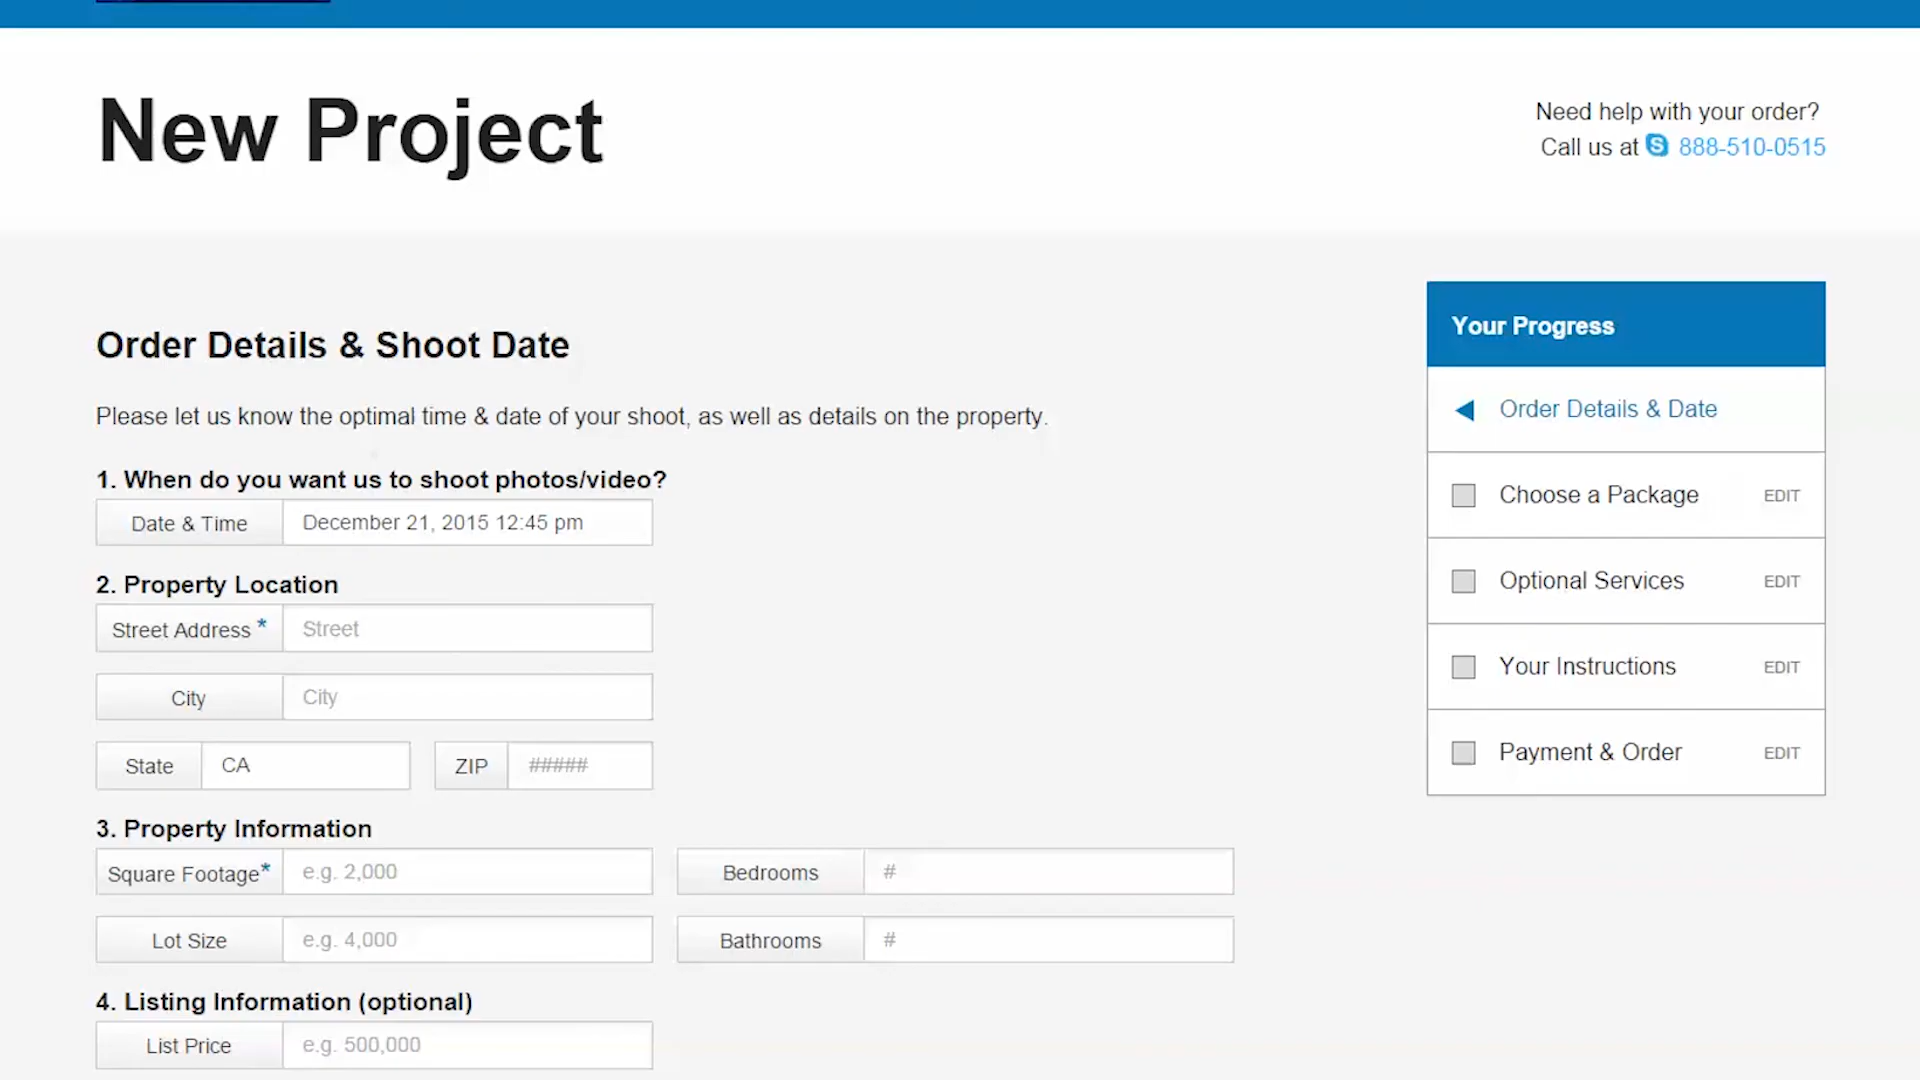 New Project
Need help with your order?
Call us at 888-510-0515
Order Details & Shoot Date
Please let us know the optimal time & date of your shoot, as well as details on the property.
1. When do you want us to shoot photos/video?
Date & Time December 21, 2015 12:45 pm
2. Property Location
Street Address * Street
City City
State CA ZIP #####
3. Property Information
Square Footage* e.g. 2,000 Bedrooms #
Lot Size e.g. 4,000 Bathrooms #
4. Listing Information (optional)
List Price e.g. 500,000
Your Progress
Order Details & Date
Choose a Package EDIT
Optional Services EDIT
Your Instructions EDIT
Payment & Order EDIT